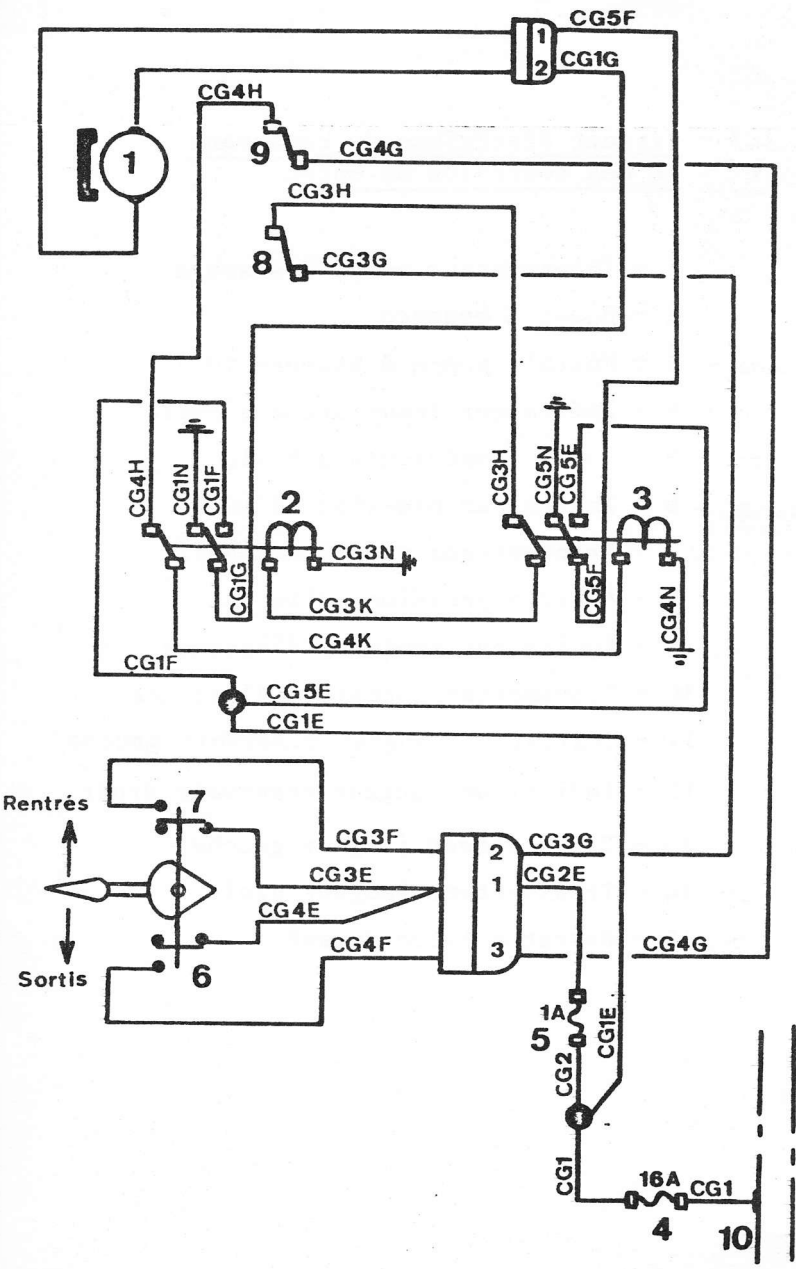 CG5F
1
CG1G
2
CG4H
1
9
CG4G
CG3H
8
CG3G
CG4H
CG1N
CG1F
2
CG3H
CG5N
CG5E
3
CG3N
CG1G
CG5F
CG3K
CG4N
CG4K
CG1F
CG5E
CG1E
Rentrés
7
CG3F
2
CG3G
CG3E
1
CG2E
CG4E
CG4F
3
CG4G
Sortis
6
1A
5
CG1E
CG2
CG1
16A
CG1
4
10